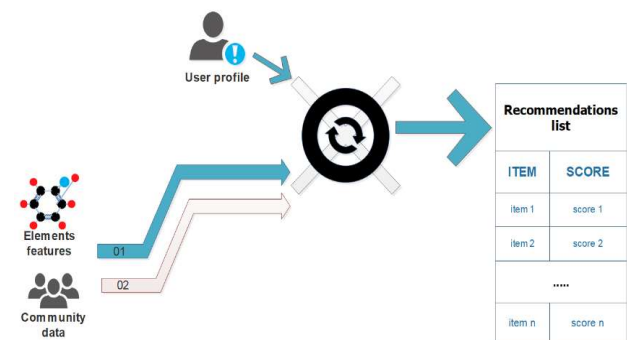 User profile
Elements
features
01
02
Community
data
Recommendations
list
ITEM SCORE
item 1 score 1
item 2 score 2
.....
item n score n